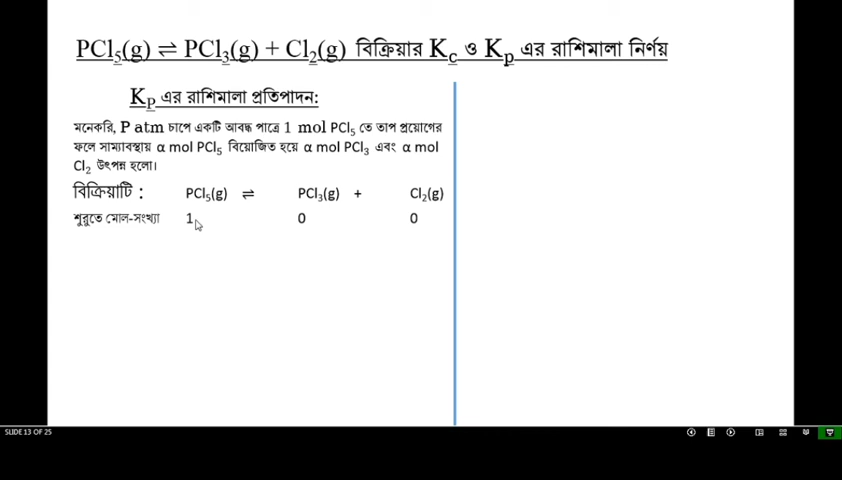 PCl₅(g) ⇌ PCl₃(g) + Cl₂(g) বিক্রিয়ার K꜀ ও Kₚ এর রাশিমালা নির্ণয়
K_P এর রাশিমালা প্রতিপাদন:
মনেকরি, P atm চাপে একটি আবদ্ধ পাত্রে 1 mol PCl₅ তে তাপ প্রয়োগের
ফলে সাম্যাবস্থায় α mol PCl₅ বিয়োজিত হয়ে α mol PCl₃ এবং α mol
Cl₂ উৎপন্ন হলো।
বিক্রিয়াটি : PCl₅(g) ⇌ PCl₃(g) + Cl₂(g)
শুরুতে মোল-সংখ্যা 1 0 0
SLIDE 13 OF 25